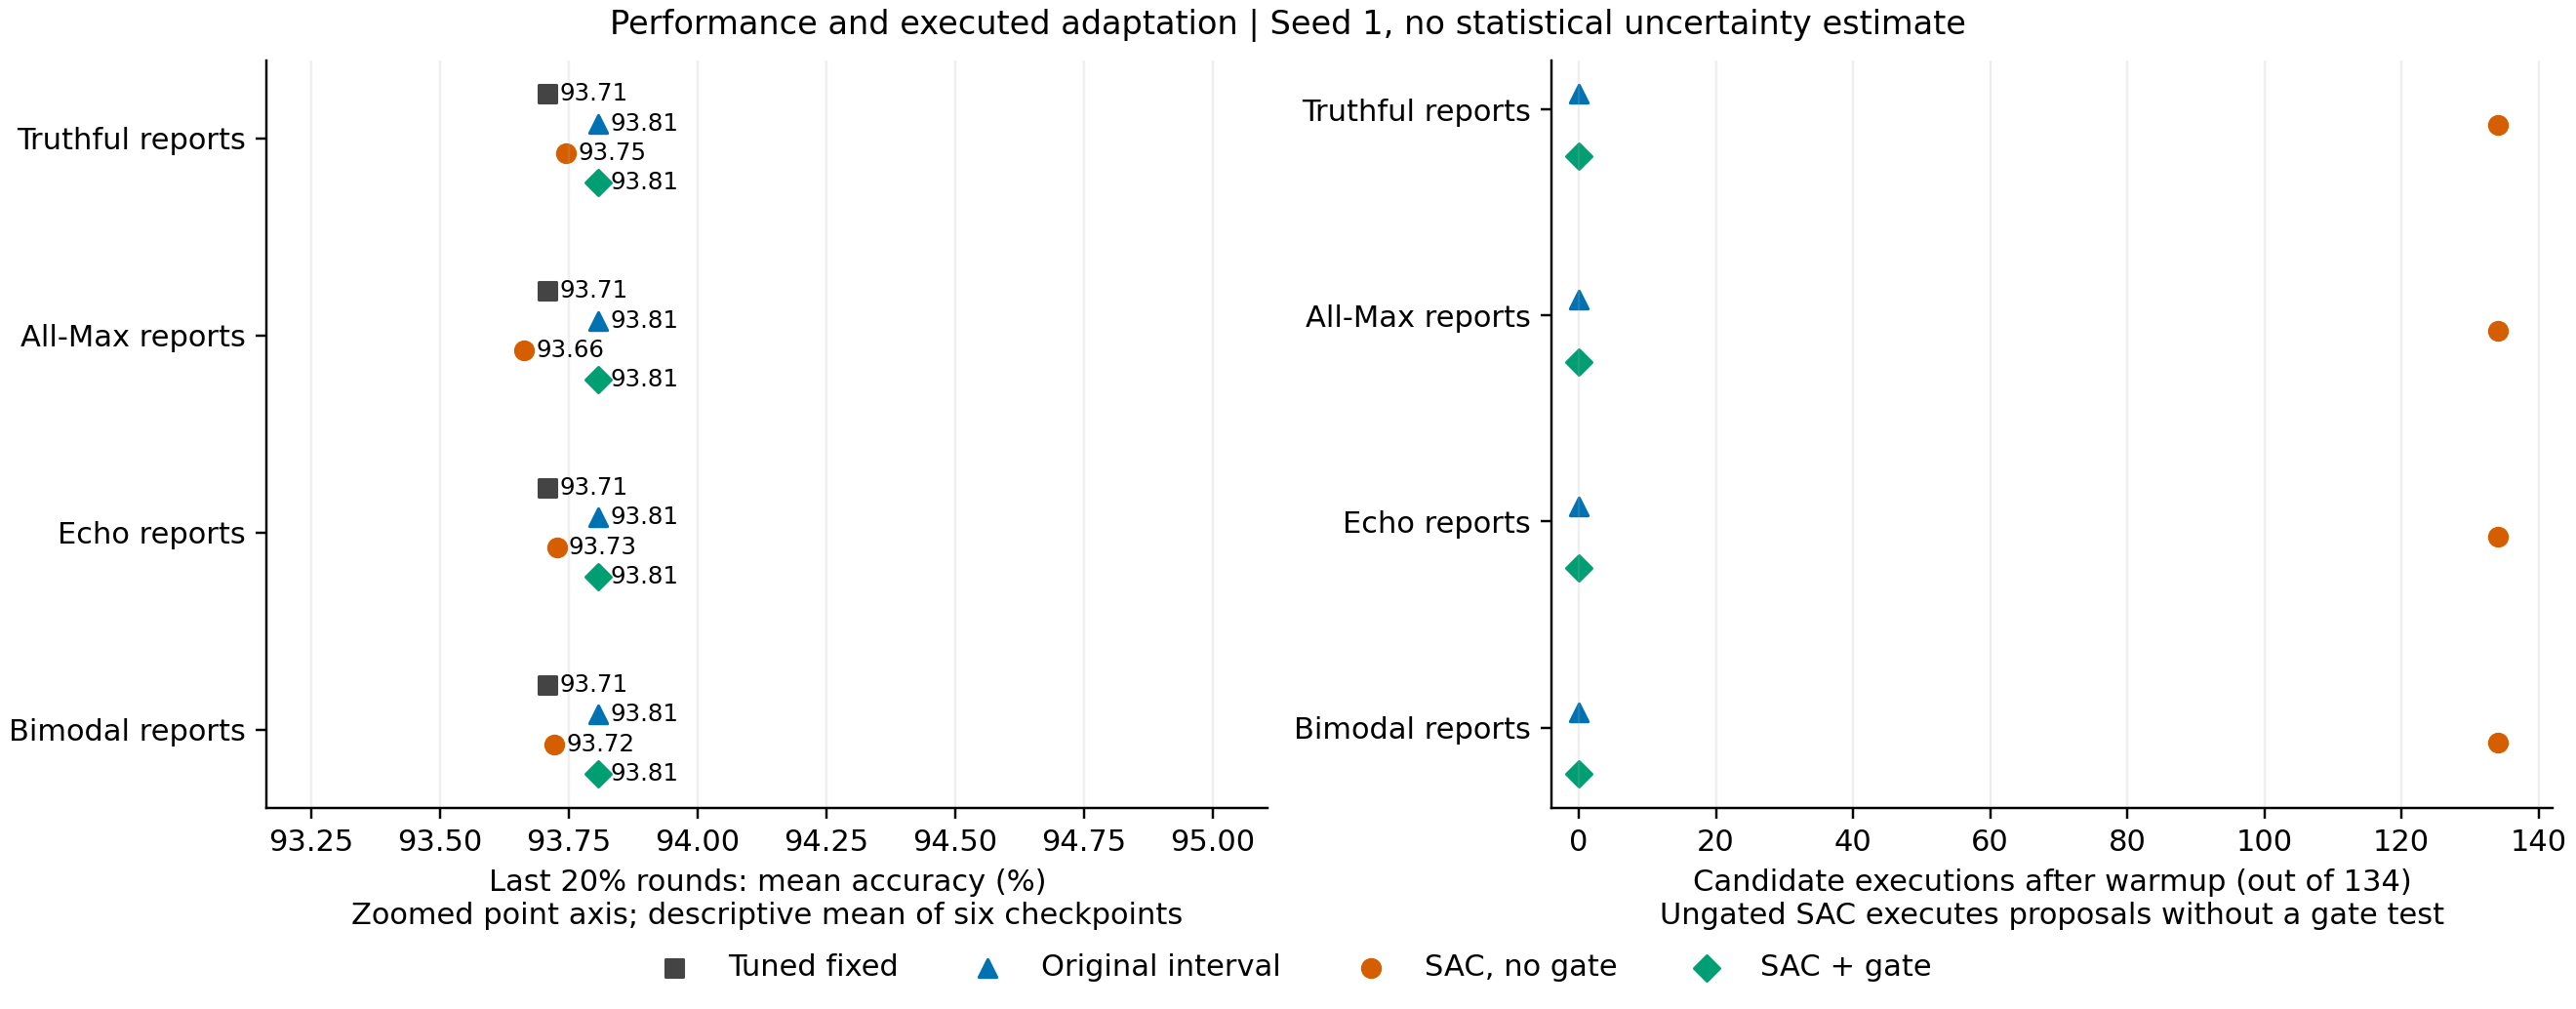 Performance and executed adaptation | Seed 1, no statistical uncertainty estimate
Truthful reports
93.71
93.81
93.75
93.81
All-Max reports
93.71
93.81
93.66
93.81
Echo reports
93.71
93.81
93.73
93.81
Bimodal reports
93.71
93.81
93.72
93.81
93.25 93.50 93.75 94.00 94.25 94.50 94.75 95.00
Last 20% rounds: mean accuracy (%)
Zoomed point axis; descriptive mean of six checkpoints
Truthful reports
All-Max reports
Echo reports
Bimodal reports
0 20 40 60 80 100 120 140
Candidate executions after warmup (out of 134)
Ungated SAC executes proposals without a gate test
Tuned fixed Original interval SAC, no gate SAC + gate